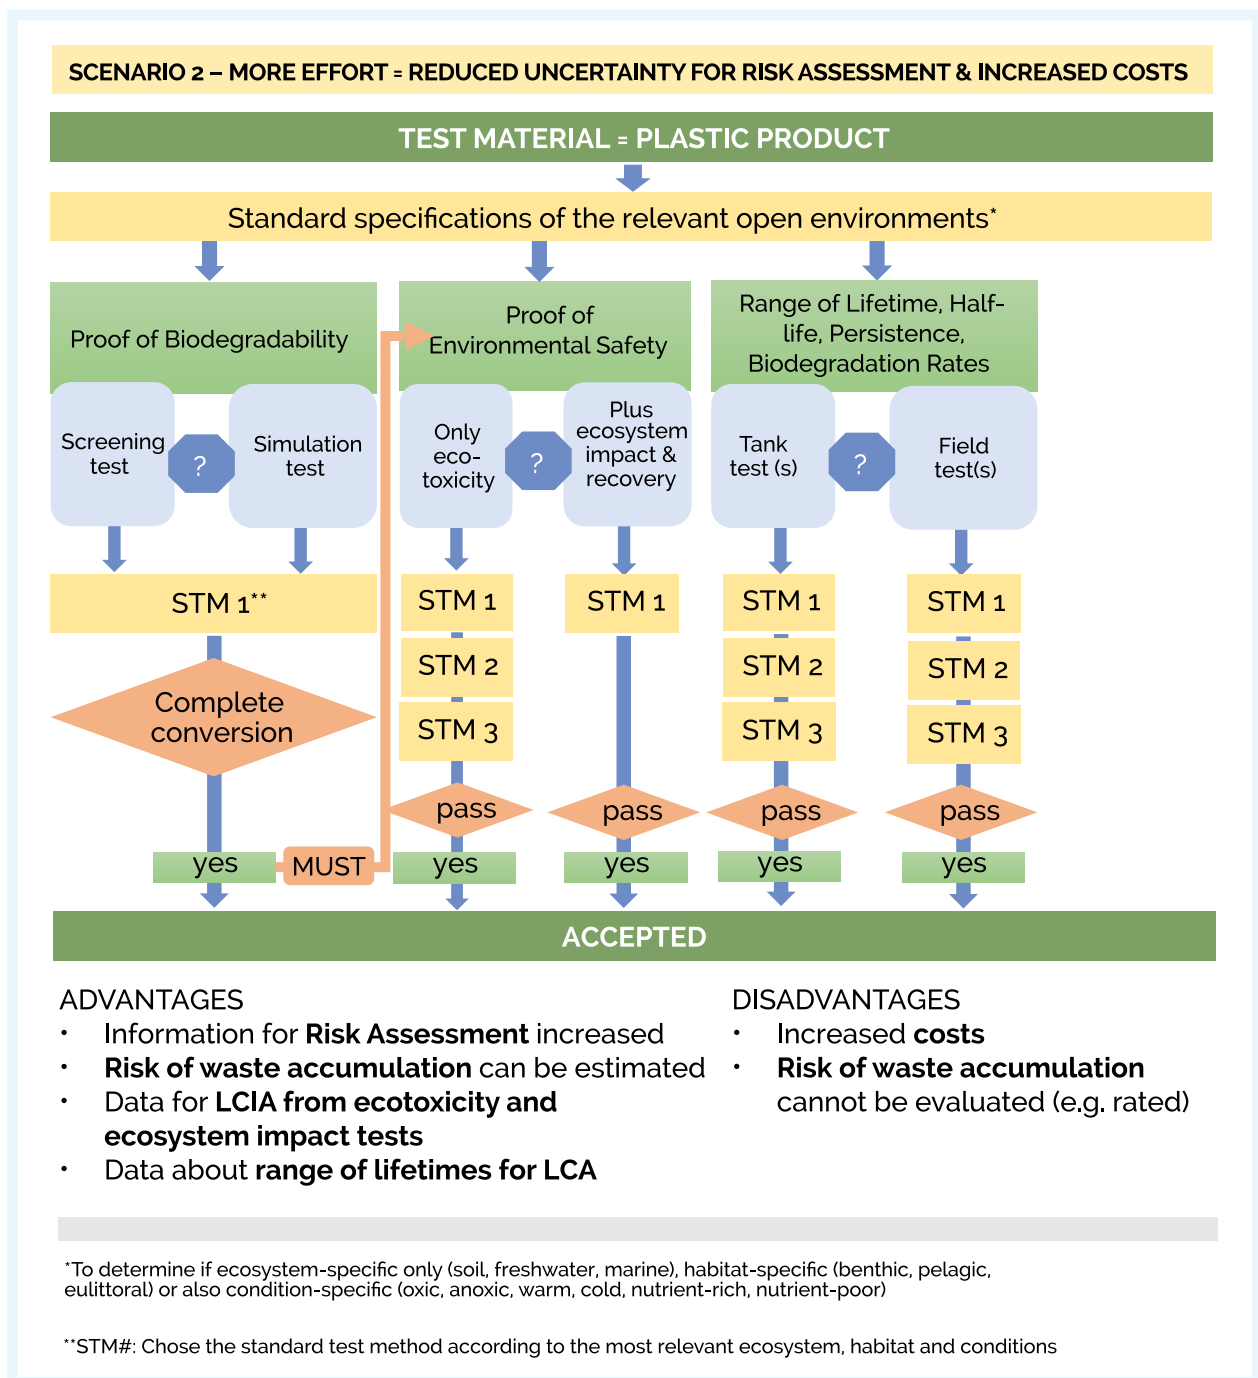 SCENARIO 2 – MORE EFFORT = REDUCED UNCERTAINTY FOR RISK ASSESSMENT & INCREASED COSTS
TEST MATERIAL = PLASTIC PRODUCT
Standard specifications of the relevant open environments*
Proof of Biodegradability
Proof of
Environmental Safety
Range of Lifetime, Half-
life, Persistence,
Biodegradation Rates
Screening
test
?
Simulation
test
Only
eco-
toxicity
?
Plus
ecosystem
impact &
recovery
Tank
test (s)
?
Field
test(s)
STM 1**
STM 1
STM 2
STM 3
STM 1
STM 1
STM 2
STM 3
STM 1
STM 2
STM 3
Complete
conversion
pass
pass
pass
pass
yes
MUST
yes
yes
yes
yes
ACCEPTED
ADVANTAGES
• Information for Risk Assessment increased
• Risk of waste accumulation can be estimated
• Data for LCIA from ecotoxicity and
ecosystem impact tests
• Data about range of lifetimes for LCA
DISADVANTAGES
• Increased costs
• Risk of waste accumulation
cannot be evaluated (e.g. rated)
*To determine if ecosystem-specific only (soil, freshwater, marine), habitat-specific (benthic, pelagic,
eulittoral) or also condition-specific (oxic, anoxic, warm, cold, nutrient-rich, nutrient-poor)
**STM#: Chose the standard test method according to the most relevant ecosystem, habitat and conditions